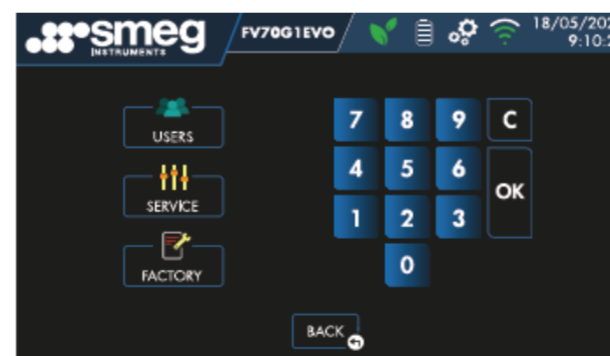 smeg
INSTRUMENTS
FV70G1EVO
18/05/202
9:10:2
USERS
SERVICE
FACTORY
7 8 9 C
4 5 6 OK
1 2 3
0
BACK